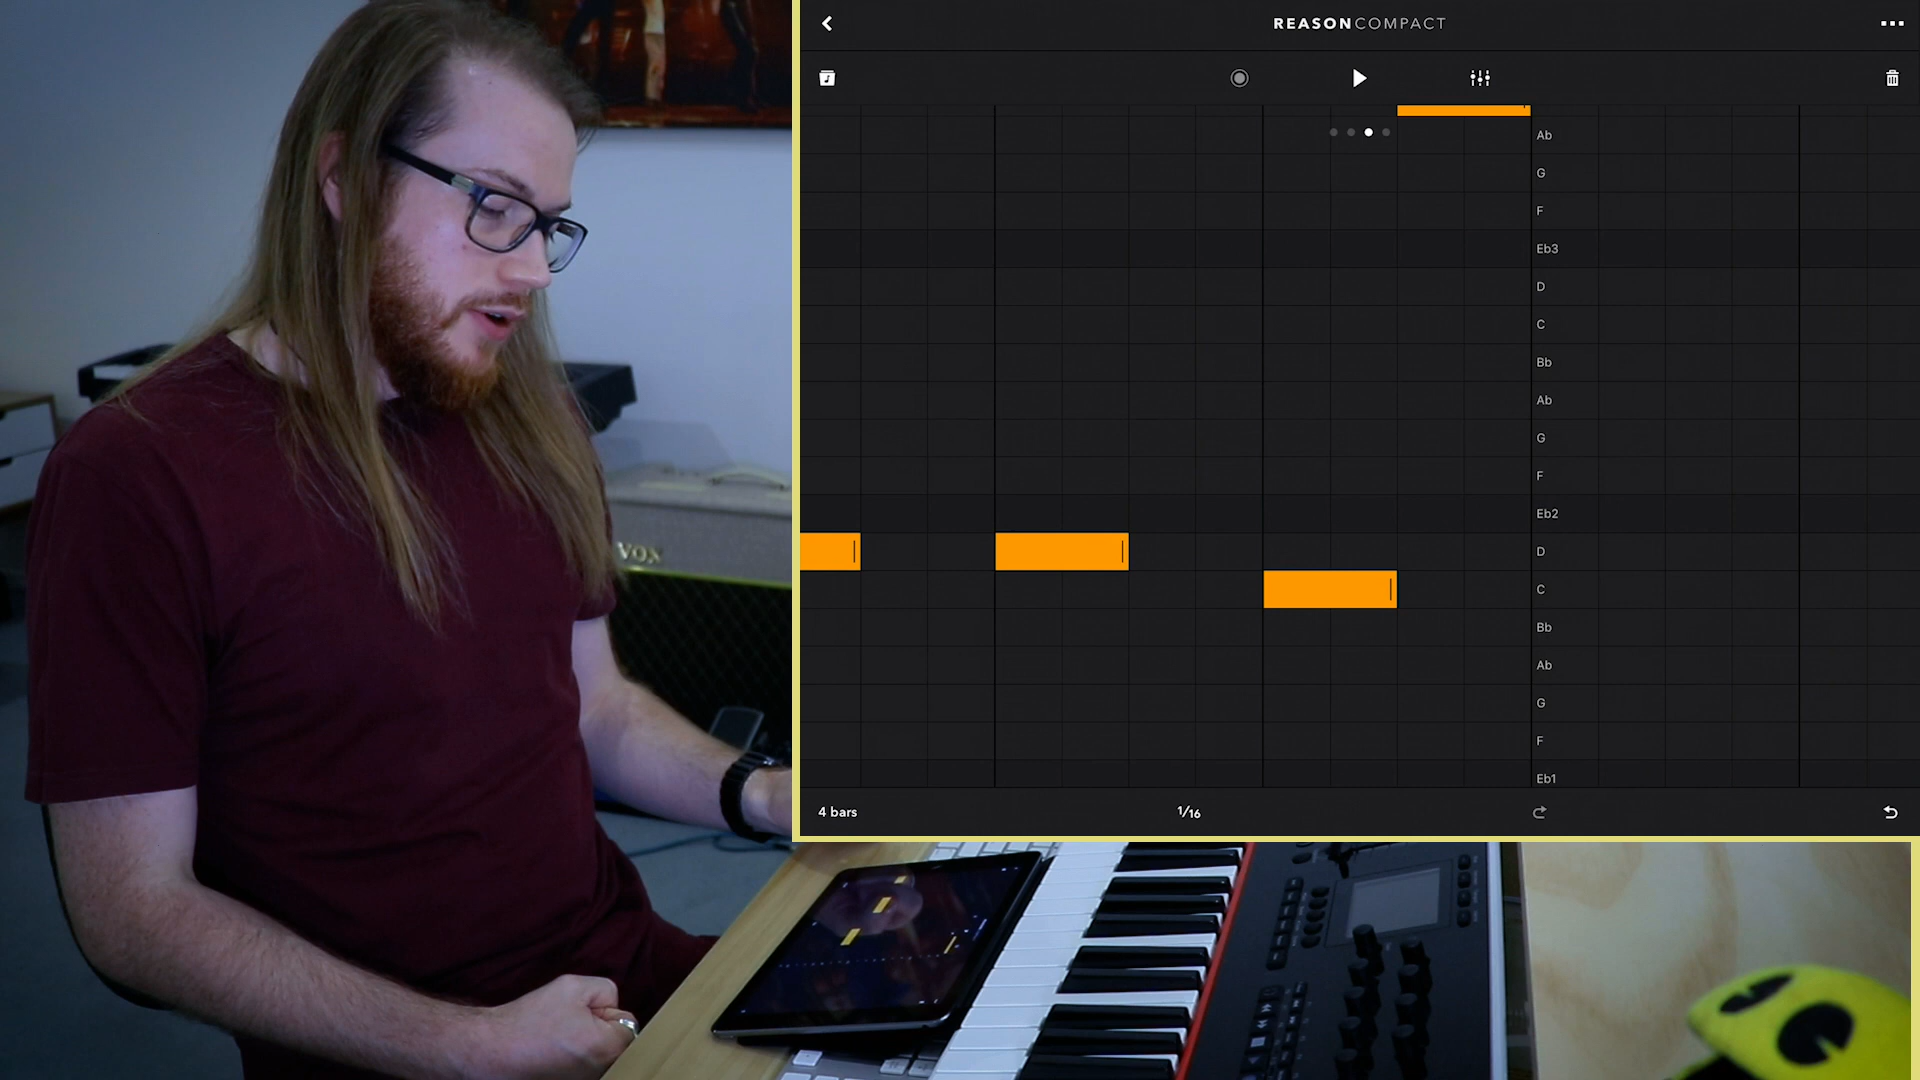 REASONCOMPACT
Ab
G
F
Eb3
D
C
Bb
Ab
G
F
Eb2
D
C
Bb
Ab
G
F
Eb1
4 bars
1/16
VOX